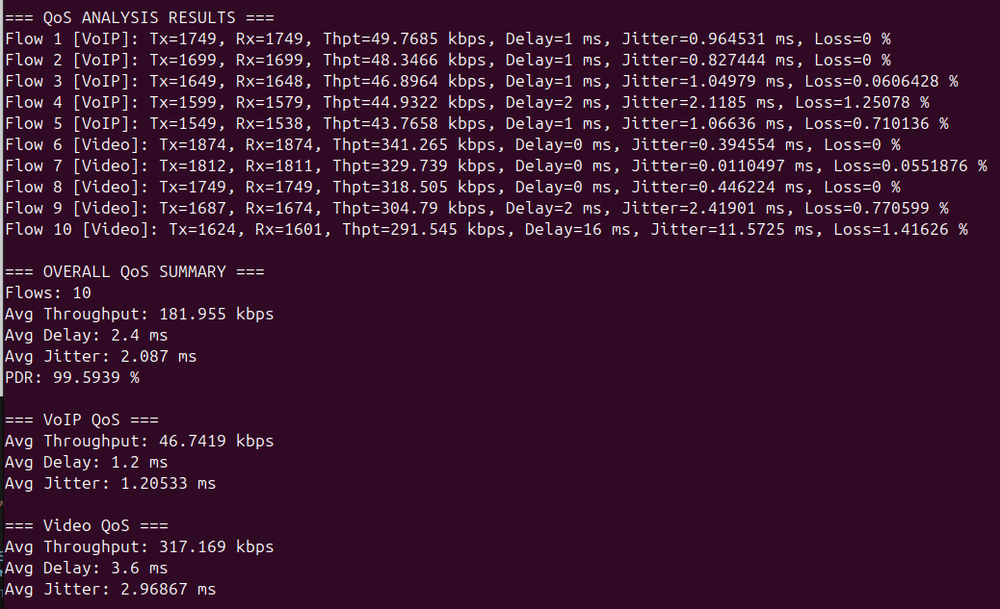 === QoS ANALYSIS RESULTS ===
Flow 1 [VoIP]: Tx=1749, Rx=1749, Thpt=49.7685 kbps, Delay=1 ms, Jitter=0.964531 ms, Loss=0 %
Flow 2 [VoIP]: Tx=1699, Rx=1699, Thpt=48.3466 kbps, Delay=1 ms, Jitter=0.827444 ms, Loss=0 %
Flow 3 [VoIP]: Tx=1649, Rx=1648, Thpt=46.8964 kbps, Delay=1 ms, Jitter=1.04979 ms, Loss=0.0606428 %
Flow 4 [VoIP]: Tx=1599, Rx=1579, Thpt=44.9322 kbps, Delay=2 ms, Jitter=2.1185 ms, Loss=1.25078 %
Flow 5 [VoIP]: Tx=1549, Rx=1538, Thpt=43.7658 kbps, Delay=1 ms, Jitter=1.06636 ms, Loss=0.710136 %
Flow 6 [Video]: Tx=1874, Rx=1874, Thpt=341.265 kbps, Delay=0 ms, Jitter=0.394554 ms, Loss=0 %
Flow 7 [Video]: Tx=1812, Rx=1811, Thpt=329.739 kbps, Delay=0 ms, Jitter=0.0110497 ms, Loss=0.0551876 %
Flow 8 [Video]: Tx=1749, Rx=1749, Thpt=318.505 kbps, Delay=0 ms, Jitter=0.446224 ms, Loss=0 %
Flow 9 [Video]: Tx=1687, Rx=1674, Thpt=304.79 kbps, Delay=2 ms, Jitter=2.41901 ms, Loss=0.770599 %
Flow 10 [Video]: Tx=1624, Rx=1601, Thpt=291.545 kbps, Delay=16 ms, Jitter=11.5725 ms, Loss=1.41626 %
=== OVERALL QoS SUMMARY ===
Flows: 10
Avg Throughput: 181.955 kbps
Avg Delay: 2.4 ms
Avg Jitter: 2.087 ms
PDR: 99.5939 %
=== VoIP QoS ===
Avg Throughput: 46.7419 kbps
Avg Delay: 1.2 ms
Avg Jitter: 1.20533 ms
=== Video QoS ===
Avg Throughput: 317.169 kbps
Avg Delay: 3.6 ms
Avg Jitter: 2.96867 ms